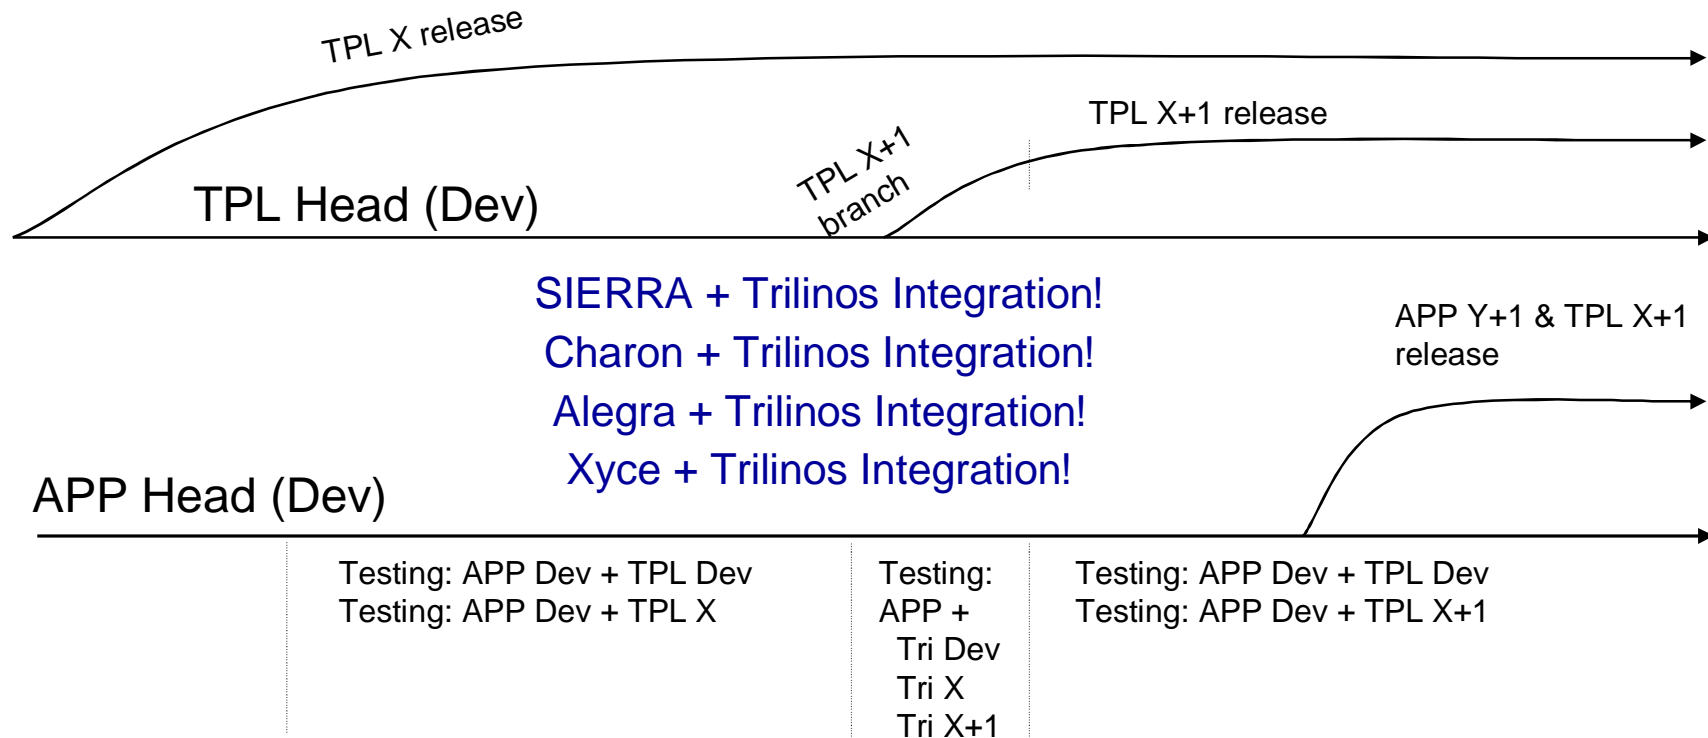 TPL X release
TPL X+1 release
TPL X+1
branch
TPL Head (Dev)
SIERRA + Trilinos Integration!
Charon + Trilinos Integration!
Alegra + Trilinos Integration!
Xyce + Trilinos Integration!
APP Y+1 & TPL X+1
release
APP Head (Dev)
Testing: APP Dev + TPL Dev
Testing: APP Dev + TPL X
Testing:
APP +
Tri Dev
Tri X
Tri X+1
Testing: APP Dev + TPL Dev
Testing: APP Dev + TPL X+1